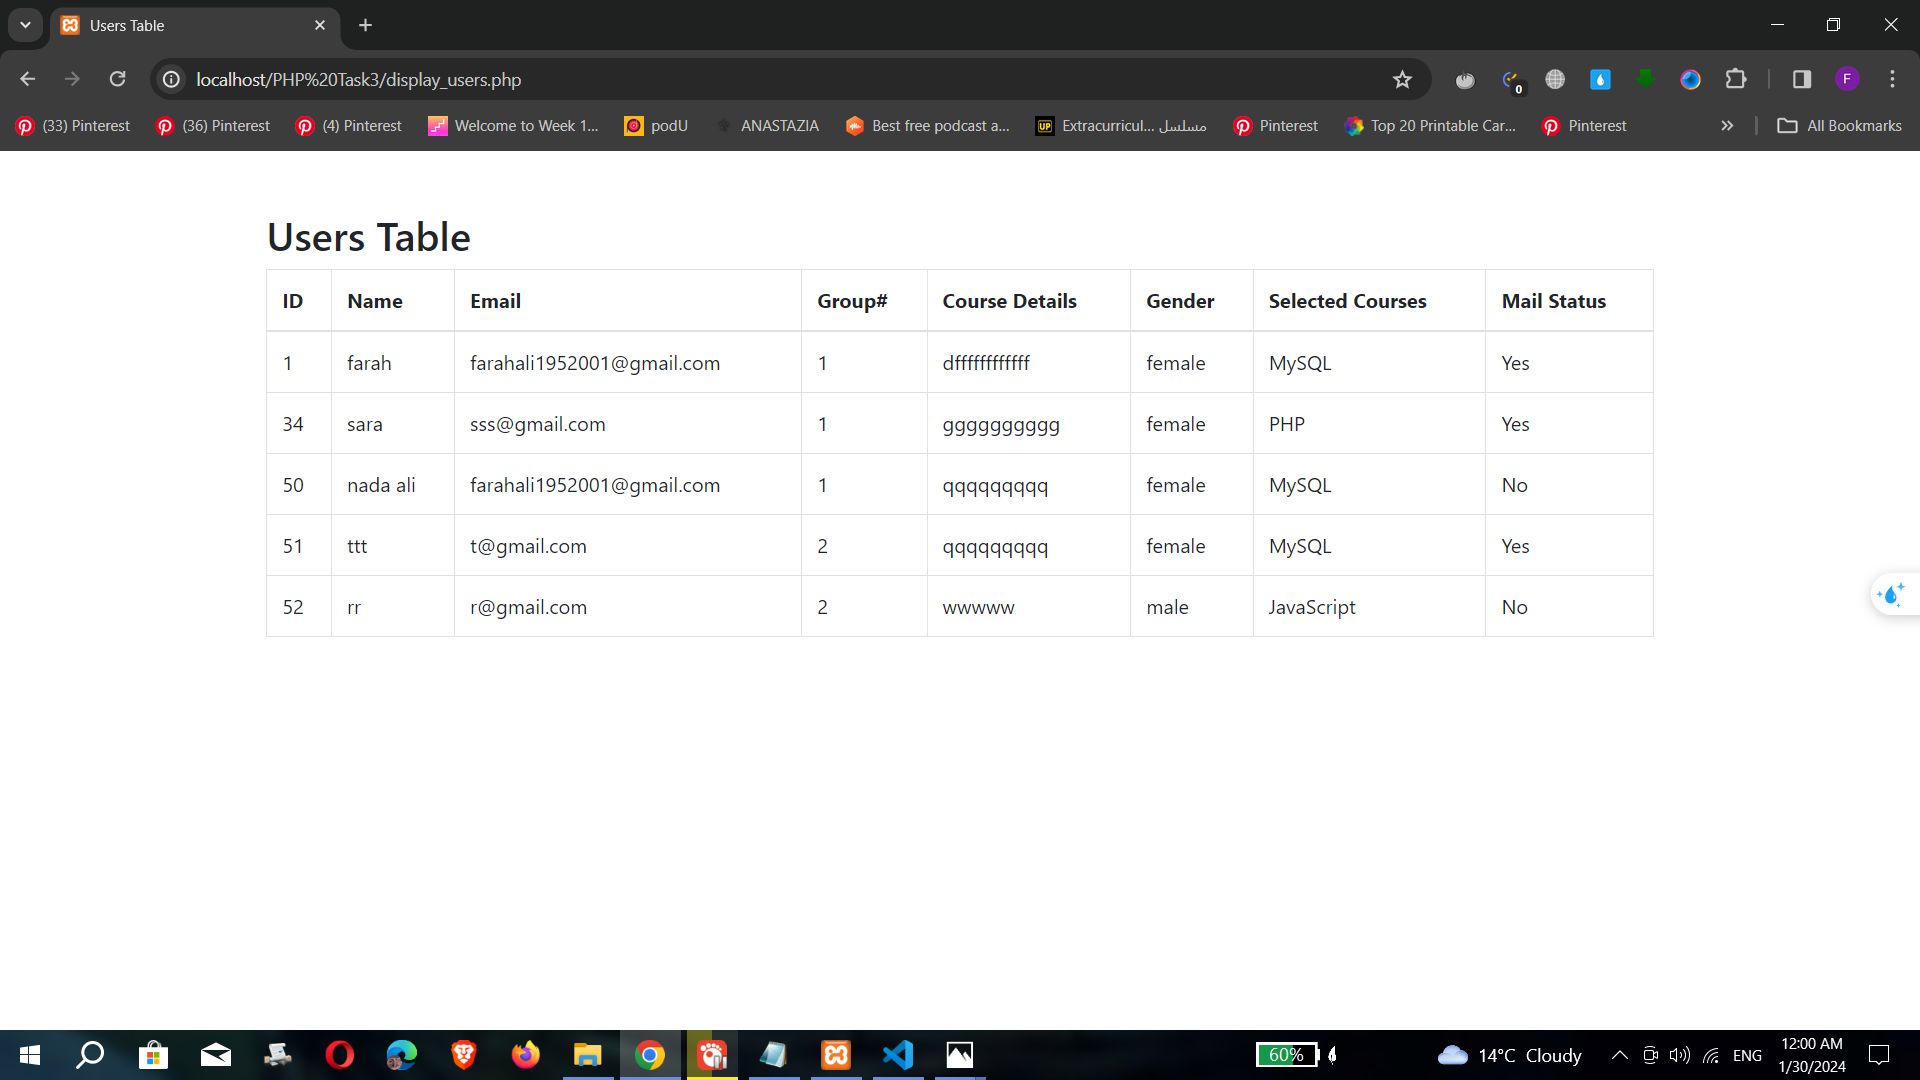 Users Table
localhost/PHP%20Task3/display_users.php
0
F
(33) Pinterest (36) Pinterest (4) Pinterest Welcome to Week 1... podU ANASTAZIA Best free podcast a... Extracurricul... مسلسل Pinterest Top 20 Printable Car... Pinterest All Bookmarks
Users Table
ID Name Email Group# Course Details Gender Selected Courses Mail Status
1 farah farahali1952001@gmail.com 1 dffffffffffff female MySQL Yes
34 sara sss@gmail.com 1 gggggggggg female PHP Yes
50 nada ali farahali1952001@gmail.com 1 qqqqqqqqq female MySQL No
51 ttt t@gmail.com 2 qqqqqqqqq female MySQL Yes
52 rr r@gmail.com 2 wwwww male JavaScript No
60% 14°C Cloudy ENG
12:00 AM
1/30/2024